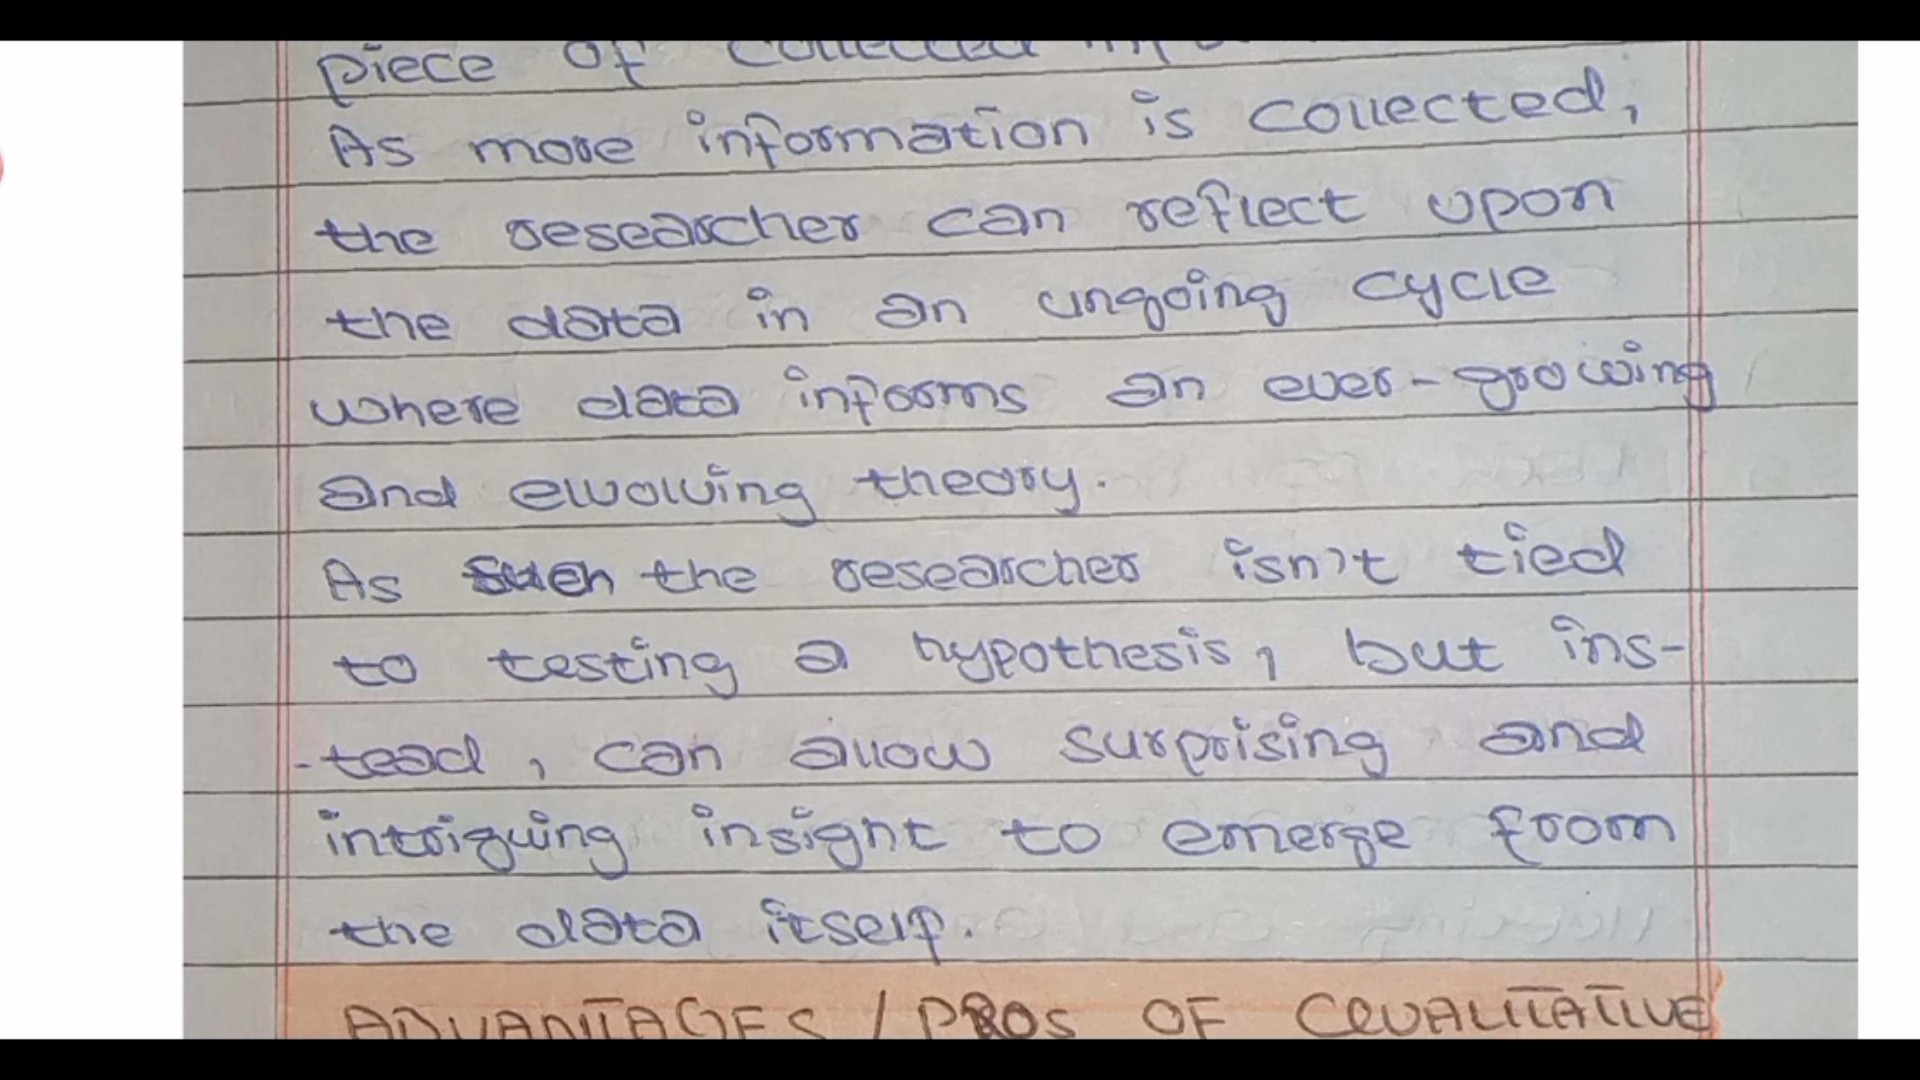 piece of collected
As more information is collected,
the researcher can reflect upon
the data in an ungoing cycle
where data informs an ever-growing
and evolving theory.
As such the researcher isn't tied
to testing a hypothesis, but ins-
-tead, can allow surprising and
intriguing insight to emerge from
the data itself.
ADVANTAGES / PROS OF QUALITATIVE